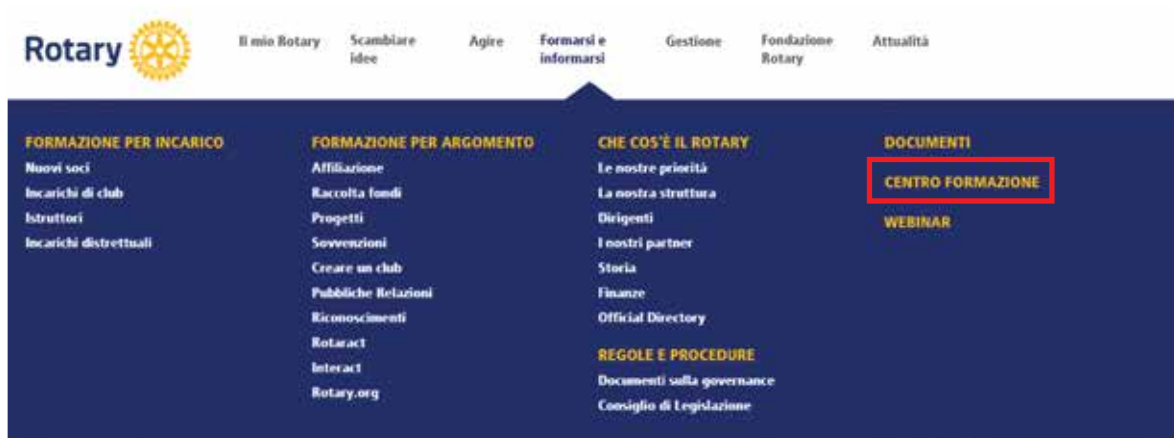 Rotary
Il mio Rotary
Scambiare
idee
Agire
Formarsi e
informarsi
Gestione
Fondazione
Rotary
Attualità
FORMAZIONE PER INCARICO
Nuovi soci
Incarichi di club
Istruttori
Incarichi distrettuali
FORMAZIONE PER ARGOMENTO
Affiliazione
Raccolta fondi
Progetti
Sovvenzioni
Creare un club
Pubbliche Relazioni
Riconoscimenti
Rotaract
Interact
Rotary.org
CHE COS'È IL ROTARY
Le nostre priorità
La nostra struttura
Dirigenti
I nostri partner
Storia
Finanze
Official Directory
REGOLE E PROCEDURE
Documenti sulla governance
Consiglio di Legislazione
DOCUMENTI
CENTRO FORMAZIONE
WEBINAR